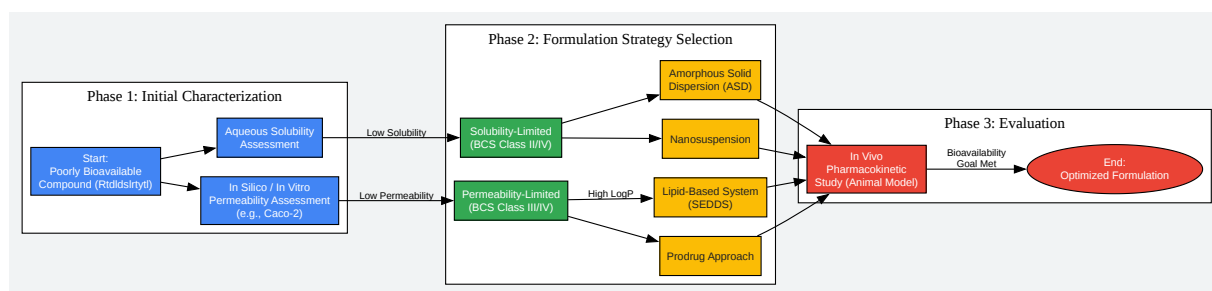 Phase 1: Initial Characterization
Start:
Poorly Bioavailable
Compound (Rtdldslrtytl)
Aqueous Solubility
Assessment
In Silico / In Vitro
Permeability Assessment
(e.g., Caco-2)
Low Solubility
Low Permeability
Phase 2: Formulation Strategy Selection
Solubility-Limited
(BCS Class II/IV)
Permeability-Limited
(BCS Class III/IV)
High LogP
Amorphous Solid
Dispersion (ASD)
Nanosuspension
Lipid-Based System
(SEDDS)
Prodrug Approach
Phase 3: Evaluation
In Vivo
Pharmacokinetic
Study (Animal Model)
Bioavailability
Goal Met
End:
Optimized Formulation